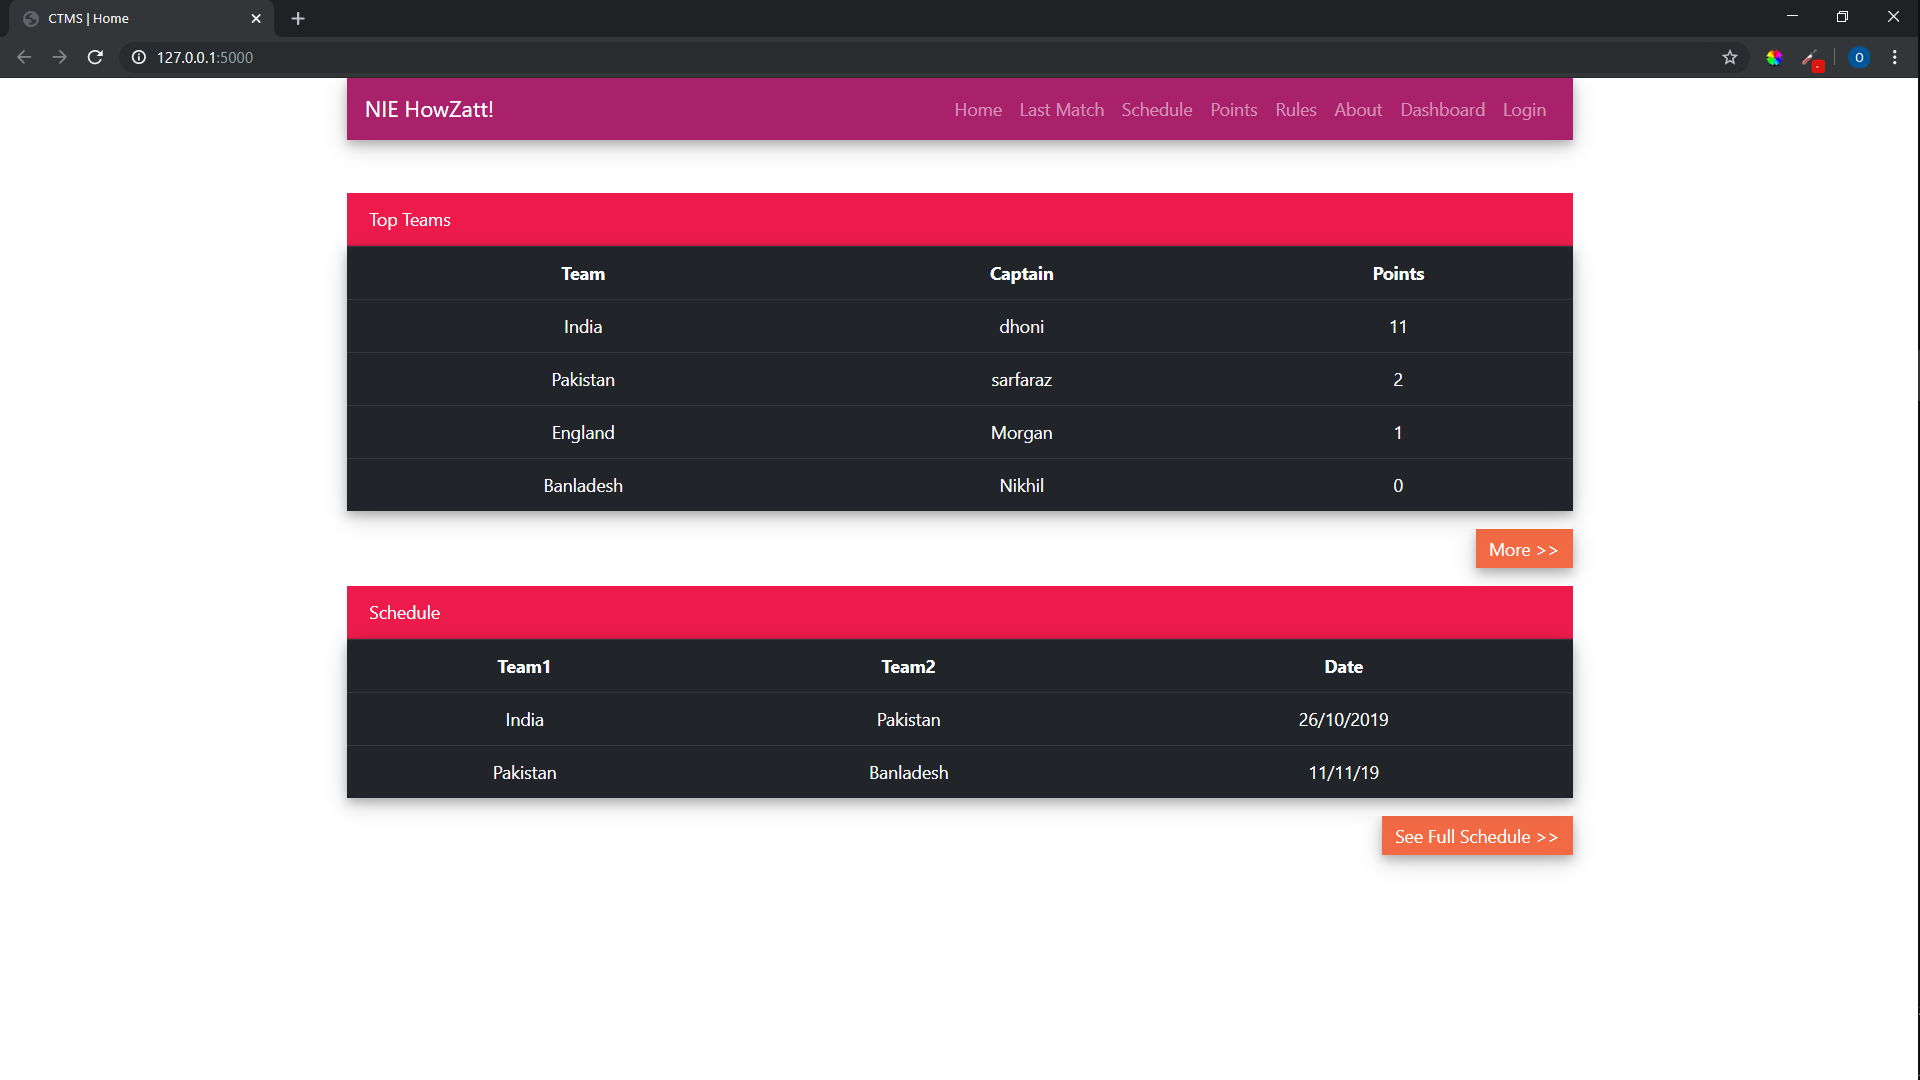 CTMS | Home
127.0.0.1:5000
O
NIE HowZatt! Home Last Match Schedule Points Rules About Dashboard Login
Top Teams
Team Captain Points
India dhoni 11
Pakistan sarfaraz 2
England Morgan 1
Banladesh Nikhil 0
More >>
Schedule
Team1 Team2 Date
India Pakistan 26/10/2019
Pakistan Banladesh 11/11/19
See Full Schedule >>